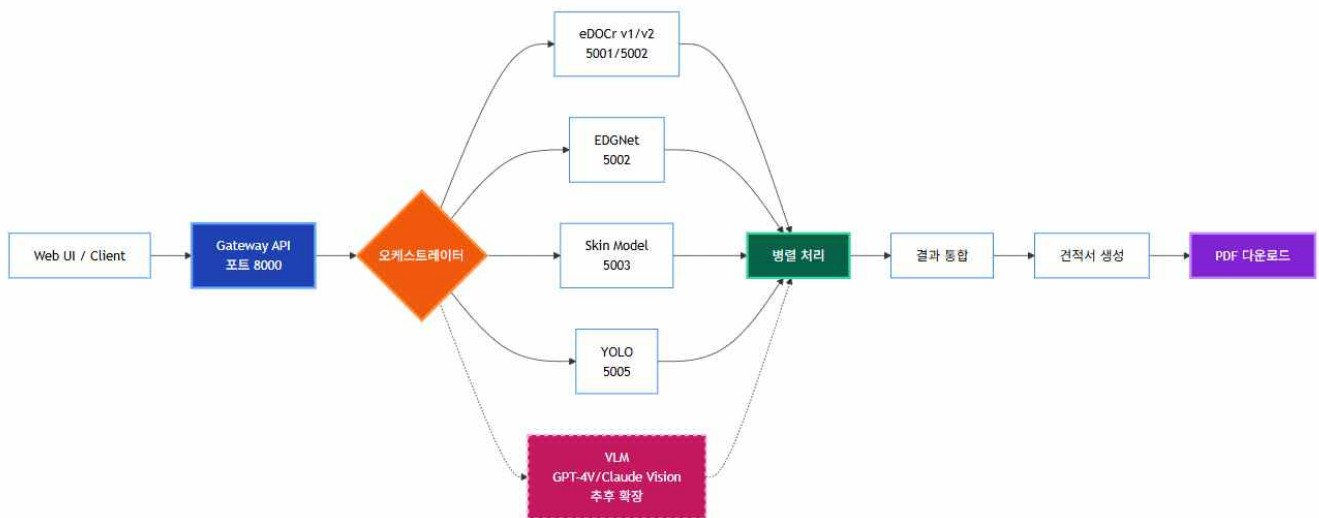 eDOCr v1/v2
5001/5002
EDGNet
5002
Web UI / Client
Gateway API
포트 8000
오케스트레이터
Skin Model
5003
병렬 처리
결과 통합
견적서 생성
PDF 다운로드
YOLO
5005
VLM
GPT-4V/Claude Vision
추후 확장